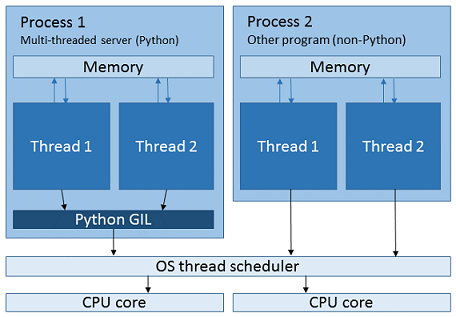 Process 1
Multi-threaded server (Python)
Memory
Thread 1
Thread 2
Python GIL
Process 2
Other program (non-Python)
Memory
Thread 1
Thread 2
OS thread scheduler
CPU core
CPU core